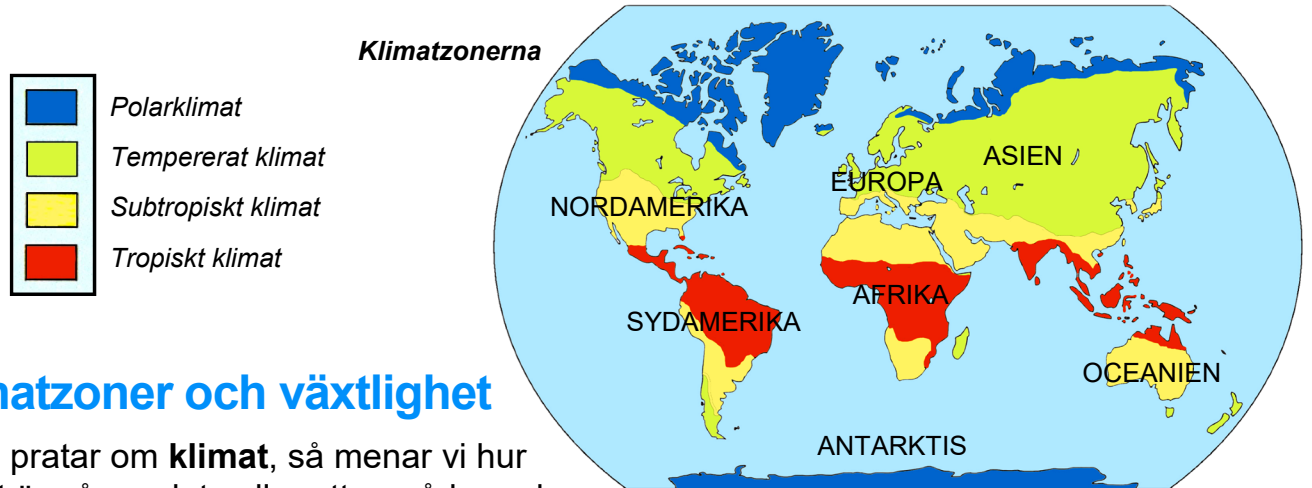 Klimatzonerna
Polarklimat
Tempererat klimat
Subtropiskt klimat
Tropiskt klimat
NORDAMERIKA
EUROPA
ASIEN
SYDAMERIKA
AFRIKA
OCEANIEN
ANTARKTIS
matzoner och växtlighet
pratar om klimat, så menar vi hur